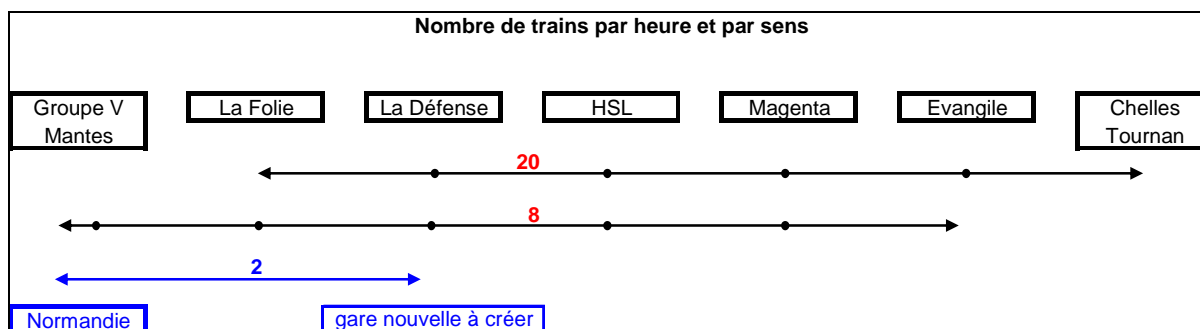 Nombre de trains par heure et par sens
Groupe V
Mantes
La Folie
La Défense
HSL
Magenta
Evangile
Chelles
Tournan
20
8
2
Normandie
gare nouvelle à créer